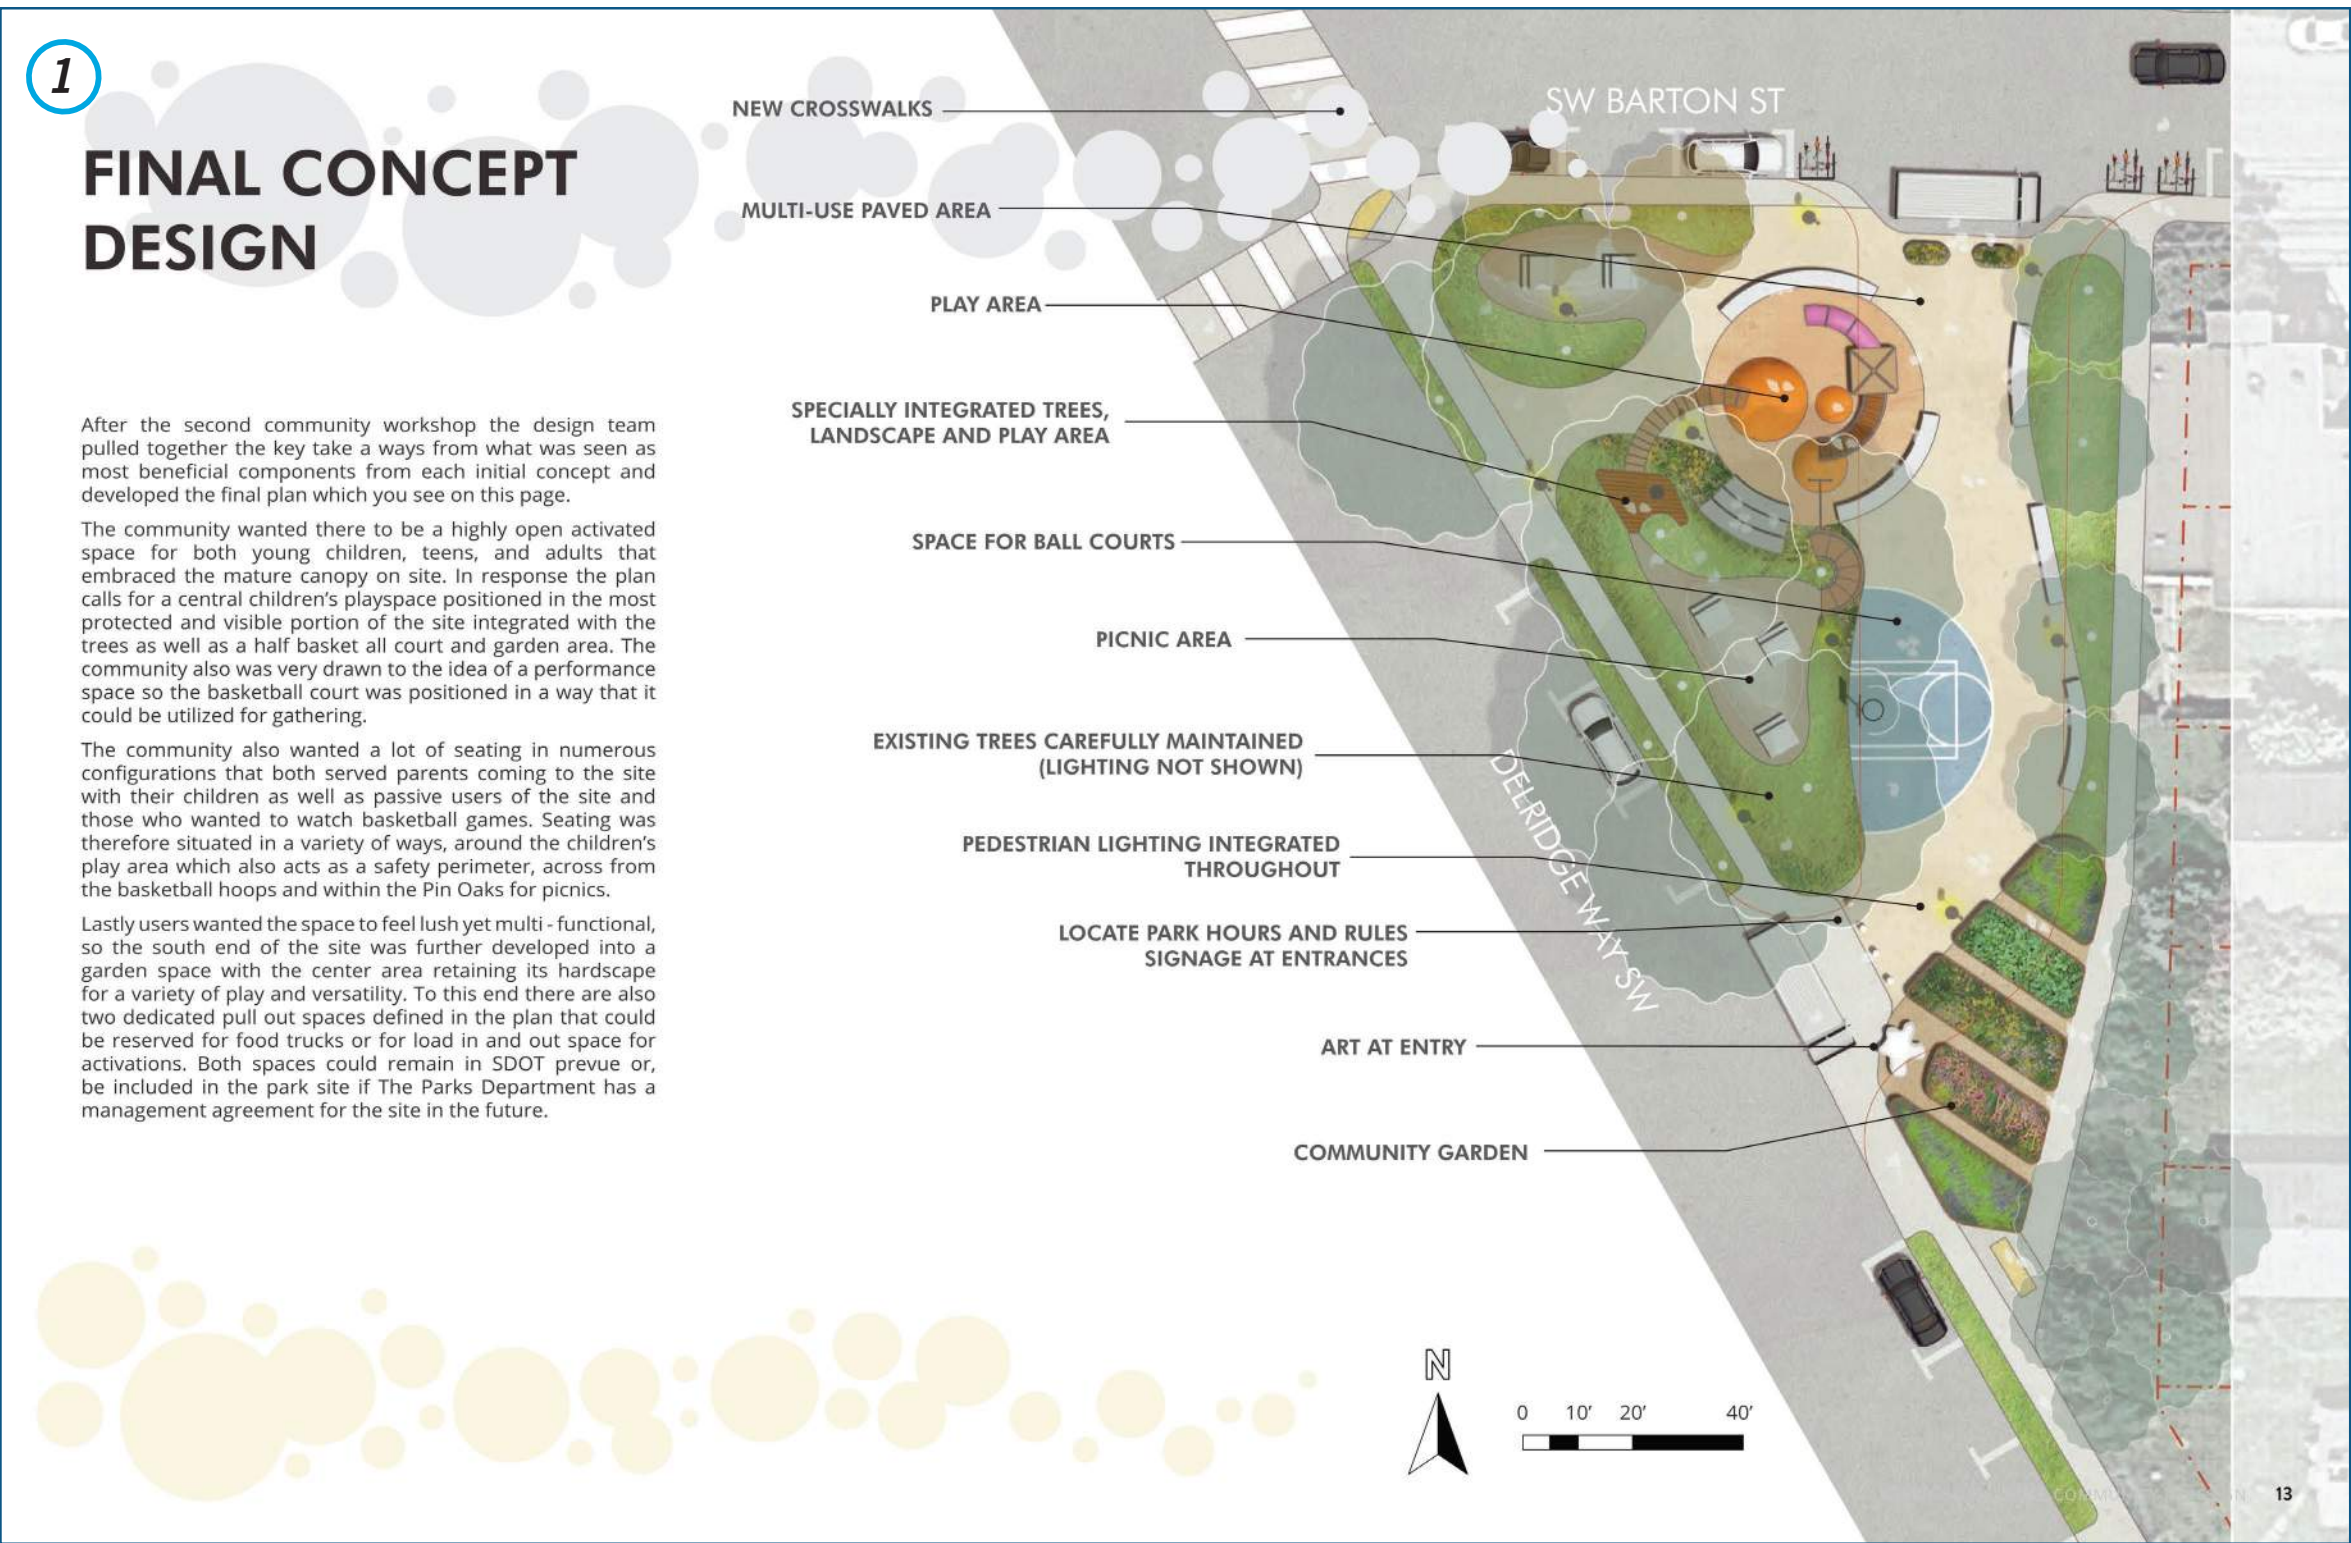 1
FINAL CONCEPT
DESIGN
After the second community workshop the design team
pulled together the key take a ways from what was seen as
most beneficial components from each initial concept and
developed the final plan which you see on this page.
The community wanted there to be a highly open activated
space for both young children, teens, and adults that
embraced the mature canopy on site. In response the plan
calls for a central children's playspace positioned in the most
protected and visible portion of the site integrated with the
trees as well as a half basket all court and garden area. The
community also was very drawn to the idea of a performance
space so the basketball court was positioned in a way that it
could be utilized for gathering.
The community also wanted a lot of seating in numerous
configurations that both served parents coming to the site
with their children as well as passive users of the site and
those who wanted to watch basketball games. Seating was
therefore situated in a variety of ways, around the children's
play area which also acts as a safety perimeter, across from
the basketball hoops and within the Pin Oaks for picnics.
Lastly users wanted the space to feel lush yet multi - functional,
so the south end of the site was further developed into a
garden space with the center area retaining its hardscape
for a variety of play and versatility. To this end there are also
two dedicated pull out spaces defined in the plan that could
be reserved for food trucks or for load in and out space for
activations. Both spaces could remain in SDOT prevue or,
be included in the park site if The Parks Department has a
management agreement for the site in the future.
NEW CROSSWALKS
MULTI-USE PAVED AREA
PLAY AREA
SPECIALLY INTEGRATED TREES,
LANDSCAPE AND PLAY AREA
SPACE FOR BALL COURTS
PICNIC AREA
EXISTING TREES CAREFULLY MAINTAINED
(LIGHTING NOT SHOWN)
PEDESTRIAN LIGHTING INTEGRATED
THROUGHOUT
LOCATE PARK HOURS AND RULES
SIGNAGE AT ENTRANCES
ART AT ENTRY
COMMUNITY GARDEN
SW BARTON ST
DELRIDGE WAY SW
N
0 10' 20' 40'
13